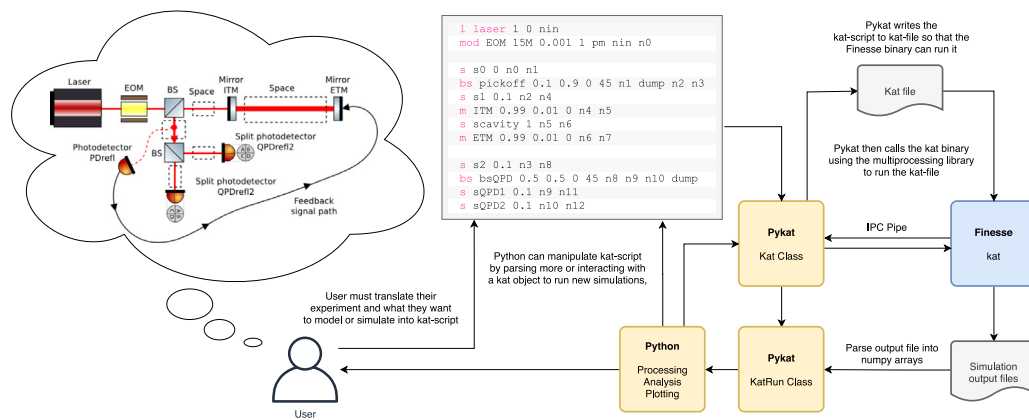 Laser
EOM
BS
Space
Mirror
ITM
Space
Mirror
ETM
Photodetector
PDrefl
BS
Space
Split photodetector
QPDrefl2
Split photodetector
QPDrefl2
Feedback
signal path
l laser 1 0 nin
mod EOM 15M 0.001 1 pm nin n0
s s0 0 n0 n1
bs pickoff 0.1 0.9 0 45 n1 dump n2 n3
s s1 0.1 n2 n4
m ITM 0.99 0.01 0 n4 n5
s scavity 1 n5 n6
m ETM 0.99 0.01 0 n6 n7
s s2 0.1 n3 n8
bs bsQPD 0.5 0.5 0 45 n8 n9 n10 dump
s sQPD1 0.1 n9 n11
s sQPD2 0.1 n10 n12
Pykat writes the
kat-script to kat-file so that the
Finesse binary can run it
Kat file
Pykat then calls the kat binary
using the multiprocessing library
to run the kat-file
Pykat
Kat Class
IPC Pipe
Finesse
kat
Python can manipulate kat-script
by parsing more or interacting with
a kat object to run new simulations,
User must translate their
experiment and what they want
to model or simulate into kat-script
User
Python
Processing
Analysis
Plotting
Pykat
KatRun Class
Parse output file into
numpy arrays
Simulation
output files